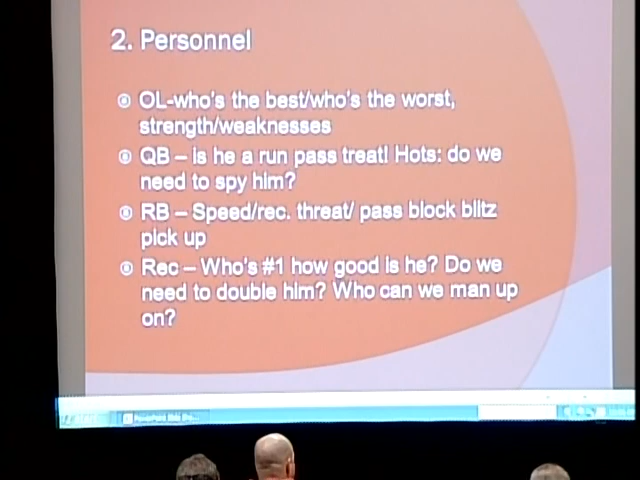 2. Personnel
OL-who's the best/who's the worst,
strength/weaknesses
QB – is he a run pass treat! Hots: do we
need to spy him?
RB – Speed/rec. threat/ pass block blitz
pick up
Rec – Who's #1 how good is he? Do we
need to double him? Who can we man up
on?